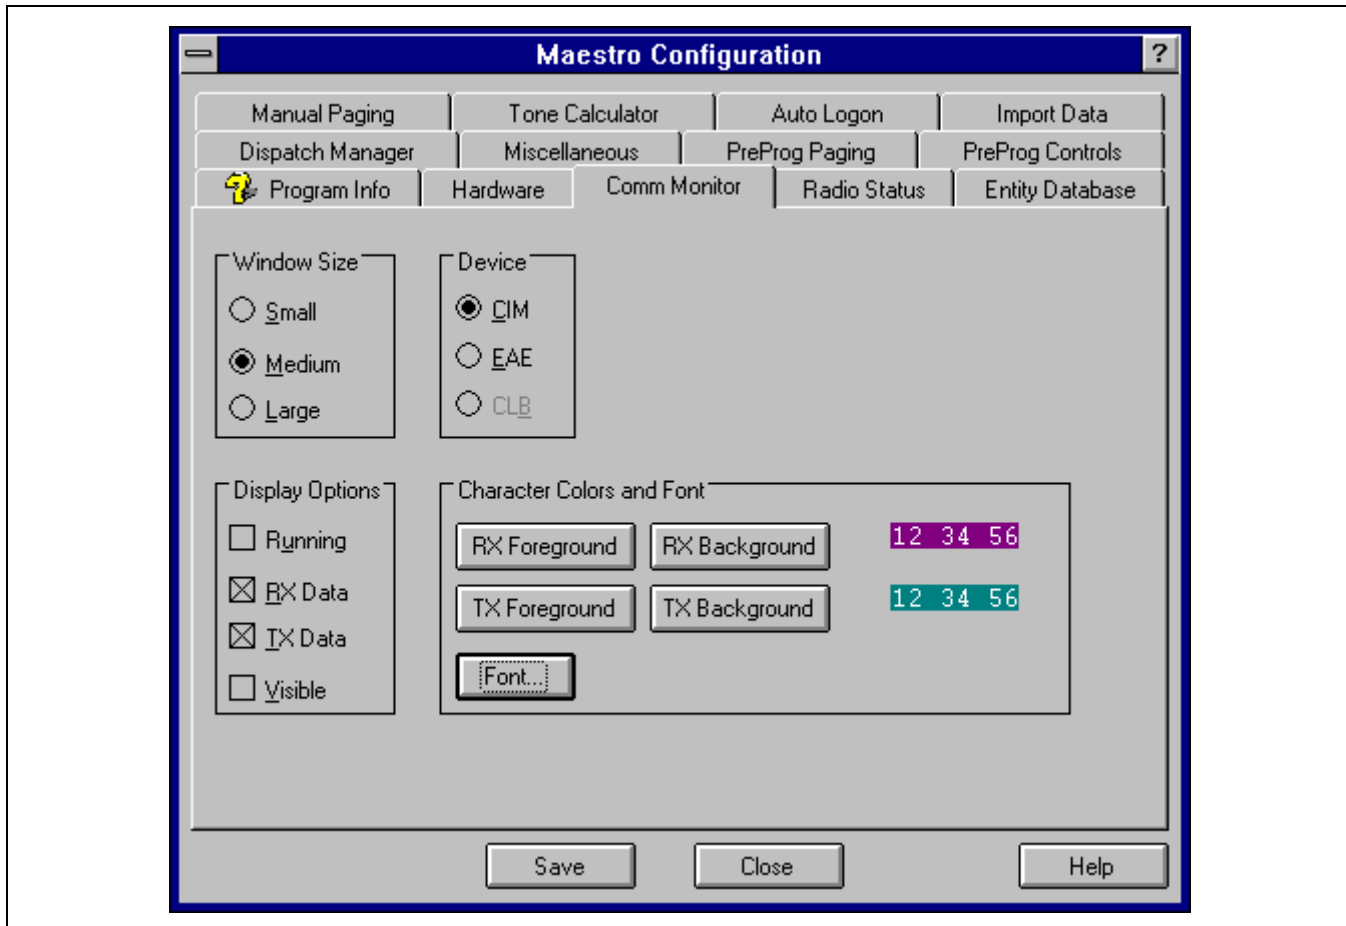 Maestro Configuration ?
Manual Paging Tone Calculator Auto Logon Import Data
Dispatch Manager Miscellaneous PreProg Paging PreProg Controls
Program Info Hardware Comm Monitor Radio Status Entity Database
Window Size
Small
Medium
Large
Device
CIM
EAE
CLB
Display Options
Running
RX Data
TX Data
Visible
Character Colors and Font
RX Foreground RX Background 12 34 56
TX Foreground TX Background 12 34 56
Font...
Save Close Help